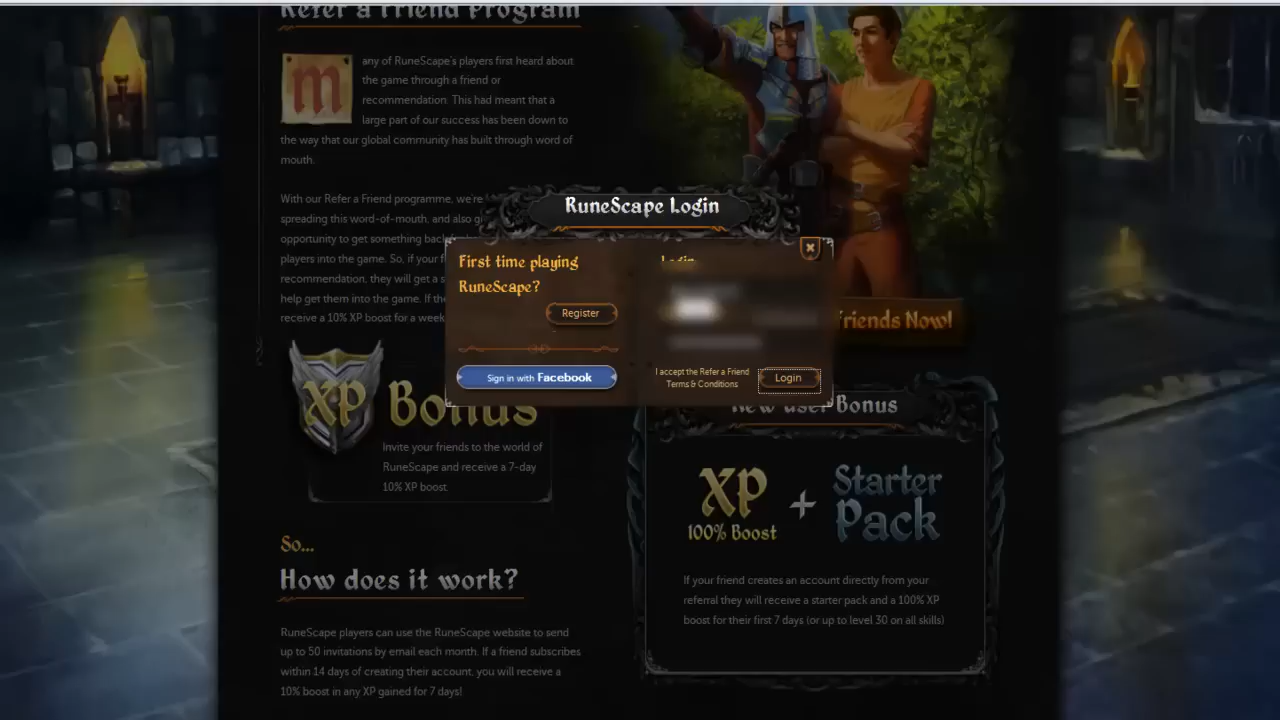 Refer a Friend Program
m
any of RuneScape's players first heard about
the game through a friend or
recommendation. This had meant that a
large part of our success has been down to
the way that our global community has built through word of
mouth.
With our Refer a Friend programme, we're
spreading this word-of-mouth, and also
opportunity to get something back
players into the game. So, if your
recommendation, they will get a
help get them into the game. If
receive a 10% XP boost for a week
RuneScape Login
First time playing
RuneScape?
Register
Sign in with Facebook
Login
I accept the Refer a Friend
Terms & Conditions
Login
Friends Now!
XP Bonus
Invite your friends to the world of
RuneScape and receive a 7-day
10% XP boost
So...
How does it work?
RuneScape players can use the RuneScape website to send
up to 50 invitations by email each month. If a friend subscribes
within 14 days of creating their account, you will receive a
10% boost in any XP gained for 7 days!
New user Bonus
XP
100% Boost
+
Starter
Pack
If your friend creates an account directly from your
referral they will receive a starter pack and a 100% XP
boost for their first 7 days (or up to level 30 on all skills)